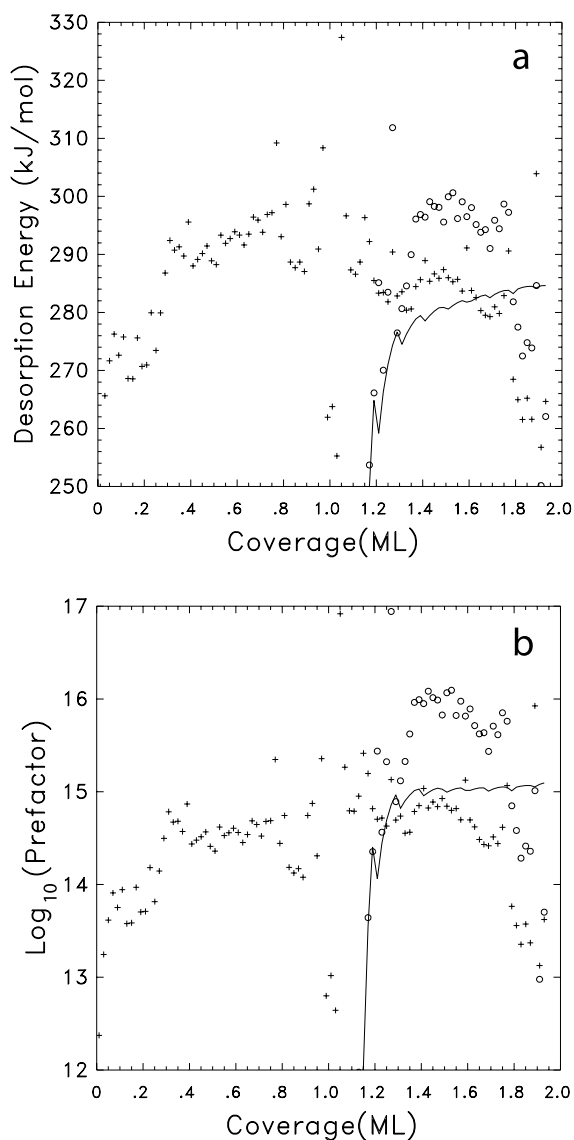 a
330
320
310
300
290
280
270
260
250
Desorption Energy (kJ/mol)
0 .2 .4 .6 .8 1.0 1.2 1.4 1.6 1.8 2.0
Coverage(ML)
b
17
16
15
14
13
12
Log10(Prefactor)
0 .2 .4 .6 .8 1.0 1.2 1.4 1.6 1.8 2.0
Coverage(ML)